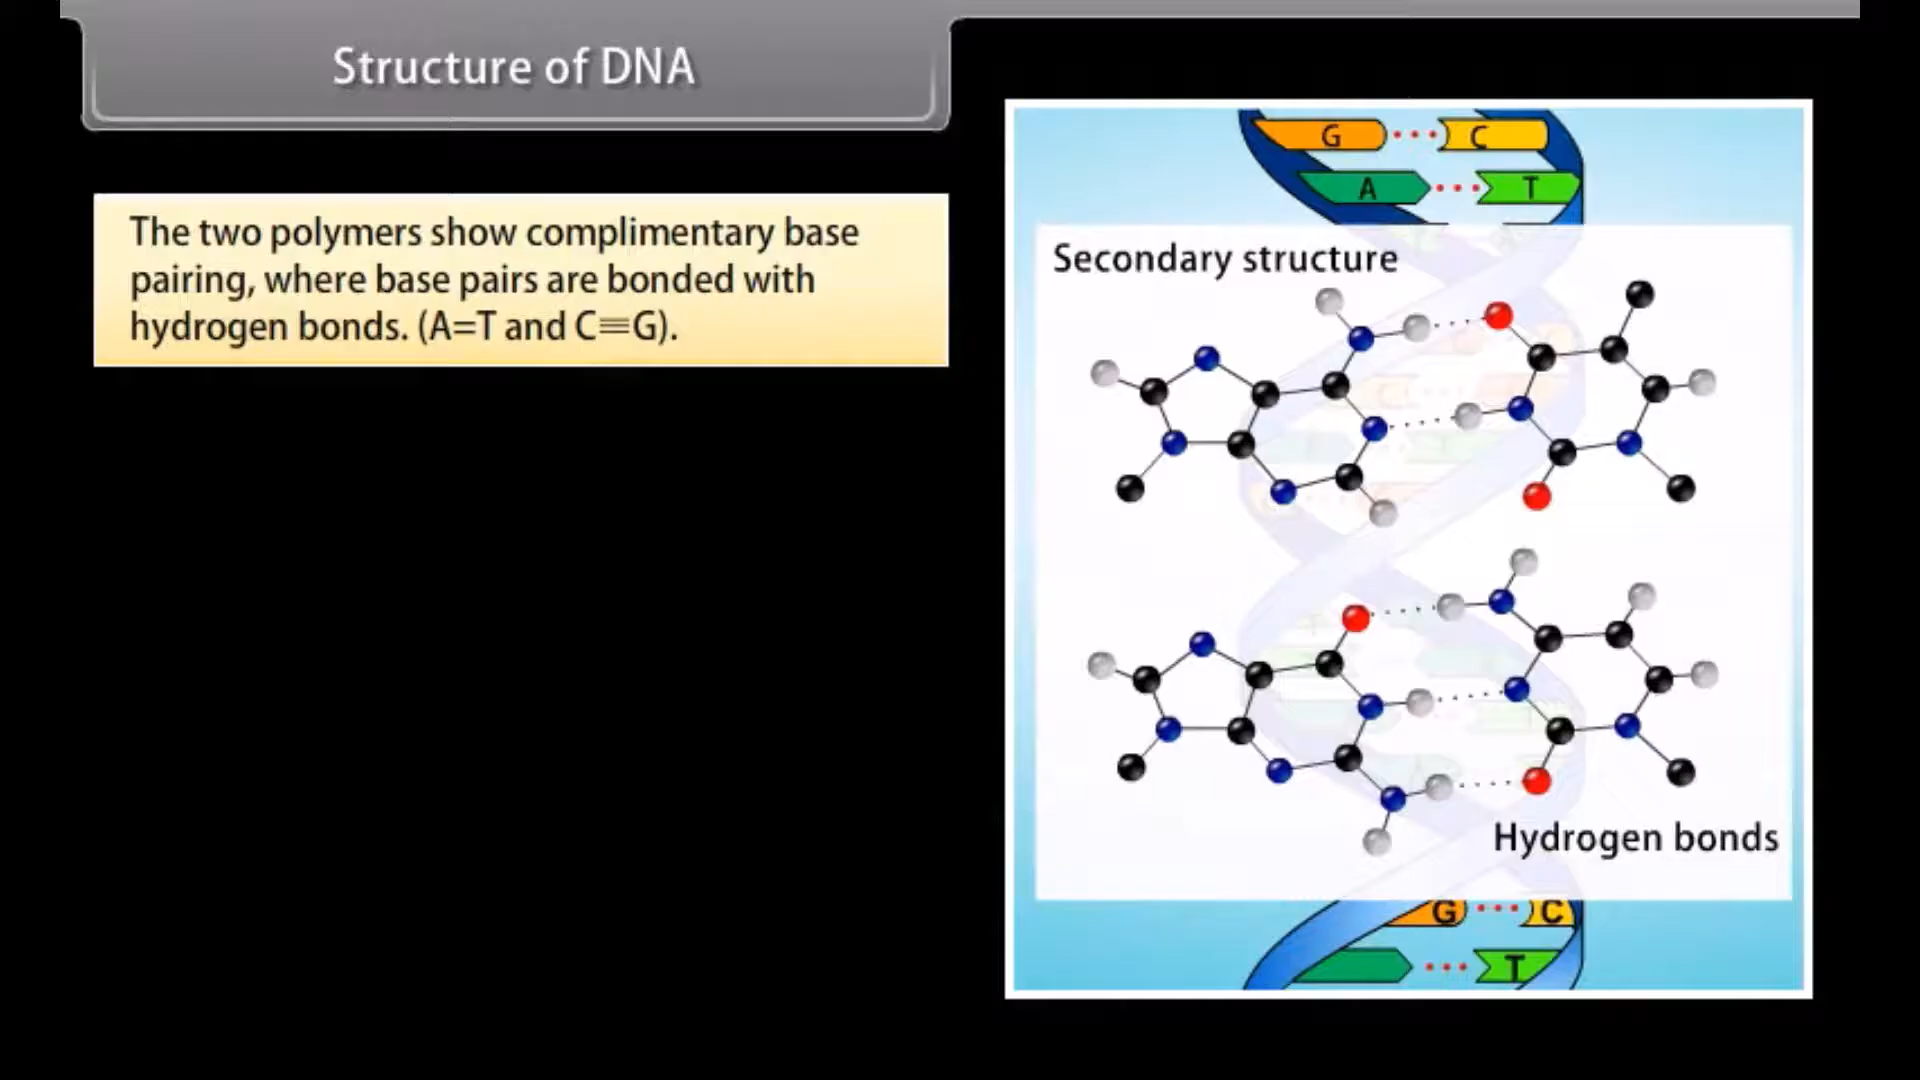 Structure of DNA
The two polymers show complimentary base
pairing, where base pairs are bonded with
hydrogen bonds. (A=T and C≡G).
G C
A T
Secondary structure
Hydrogen bonds
G C
T